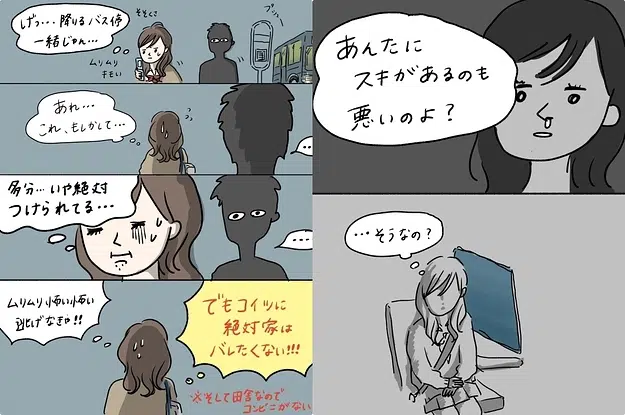 げっ…、降りるバス停
一緒じゃん…
そそくさ
プシュ
ムリムリ
キモい
あれ…
これ、もしかして…
…
多分…いや絶対
つけられてる…
…
ムリムリ怖い怖い
逃げなきゃ!!
でもコイツに
絶対家は
バレたくない!!!
※そして田舎なので
コンビニがない
あんたに
スキがあるのも
悪いのよ?
…そうなの?